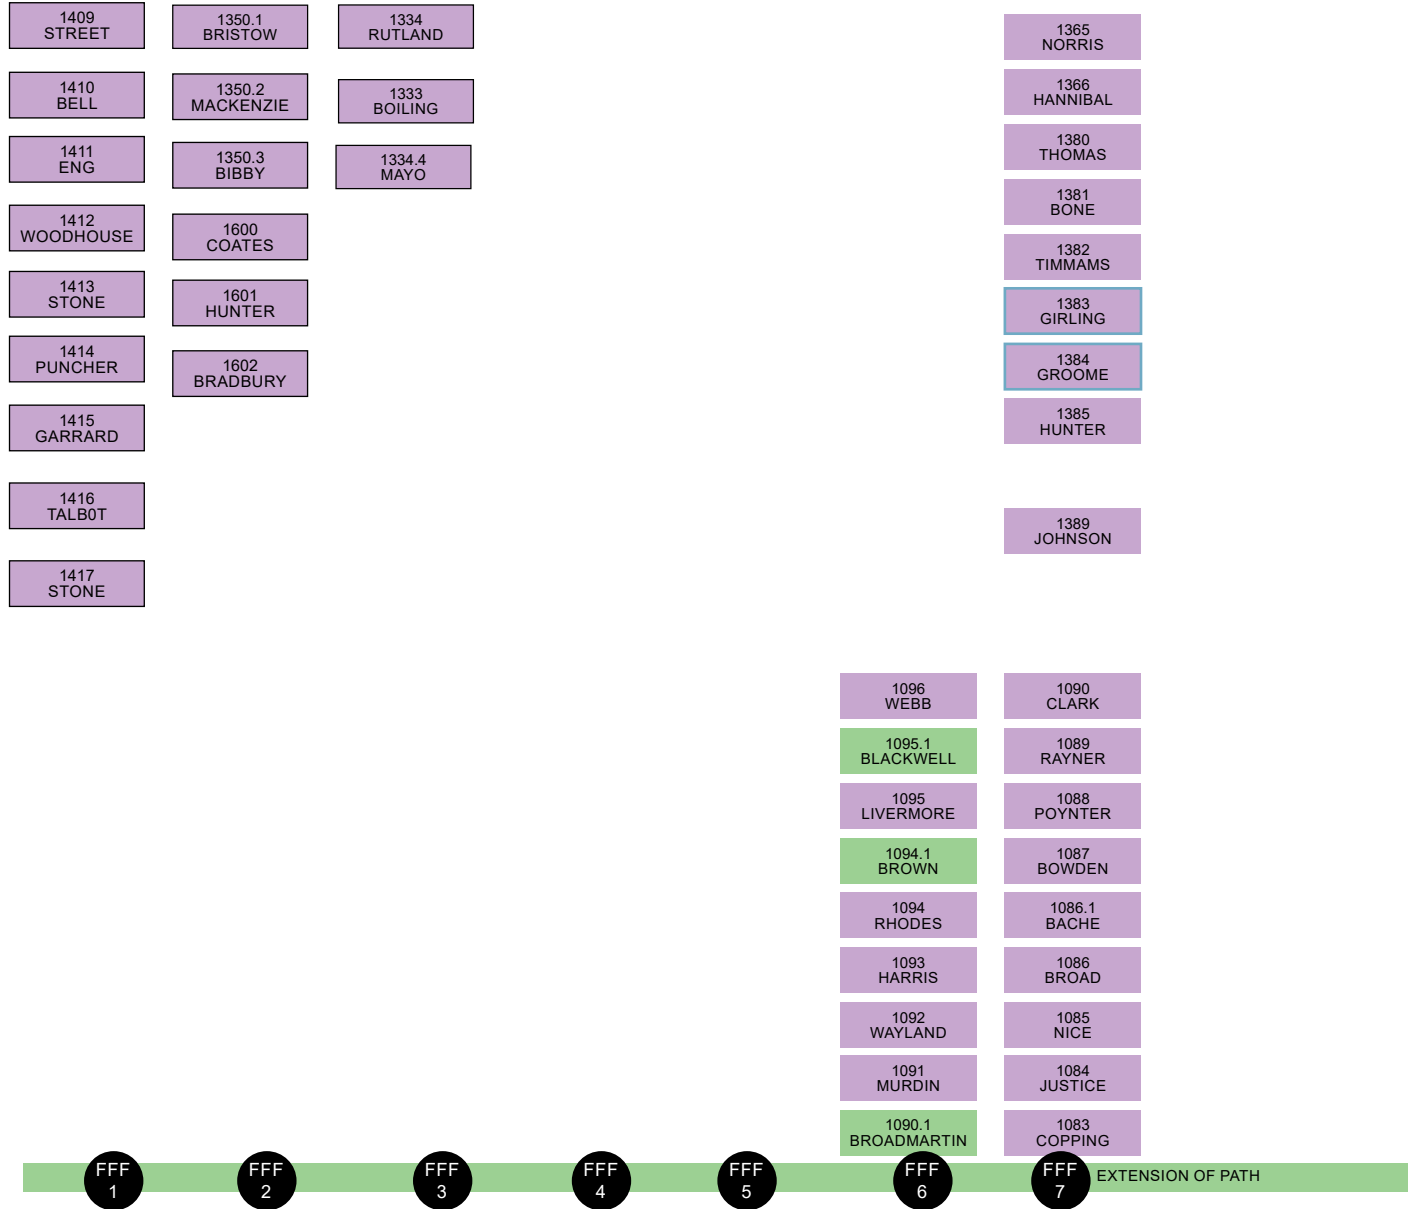 1409
STREET
1410
BELL
1411
ENG
1412
WOODHOUSE
1413
STONE
1414
PUNCHER
1415
GARRARD
1416
TALB0T
1417
STONE
1350.1
BRISTOW
1350.2
MACKENZIE
1350.3
BIBBY
1600
COATES
1601
HUNTER
1602
BRADBURY
1334
RUTLAND
1333
BOILING
1334.4
MAYO
1365
NORRIS
1366
HANNIBAL
1380
THOMAS
1381
BONE
1382
TIMMAMS
1383
GIRLING
1384
GROOME
1385
HUNTER
1389
JOHNSON
1096
WEBB
1095.1
BLACKWELL
1095
LIVERMORE
1094.1
BROWN
1094
RHODES
1093
HARRIS
1092
WAYLAND
1091
MURDIN
1090.1
BROADMARTIN
1090
CLARK
1089
RAYNER
1088
POYNTER
1087
BOWDEN
1086.1
BACHE
1086
BROAD
1085
NICE
1084
JUSTICE
1083
COPPING
FFF
1
FFF
2
FFF
3
FFF
4
FFF
5
FFF
6
FFF
7
EXTENSION OF PATH